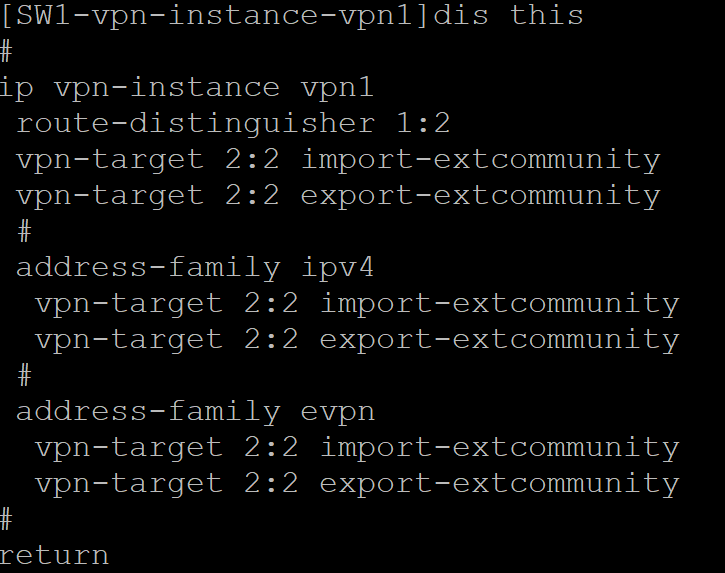 [SW1-vpn-instance-vpn1]dis this
#
ip vpn-instance vpn1
 route-distinguisher 1:2
 vpn-target 2:2 import-extcommunity
 vpn-target 2:2 export-extcommunity
 #
 address-family ipv4
  vpn-target 2:2 import-extcommunity
  vpn-target 2:2 export-extcommunity
 #
 address-family evpn
  vpn-target 2:2 import-extcommunity
  vpn-target 2:2 export-extcommunity
#
return